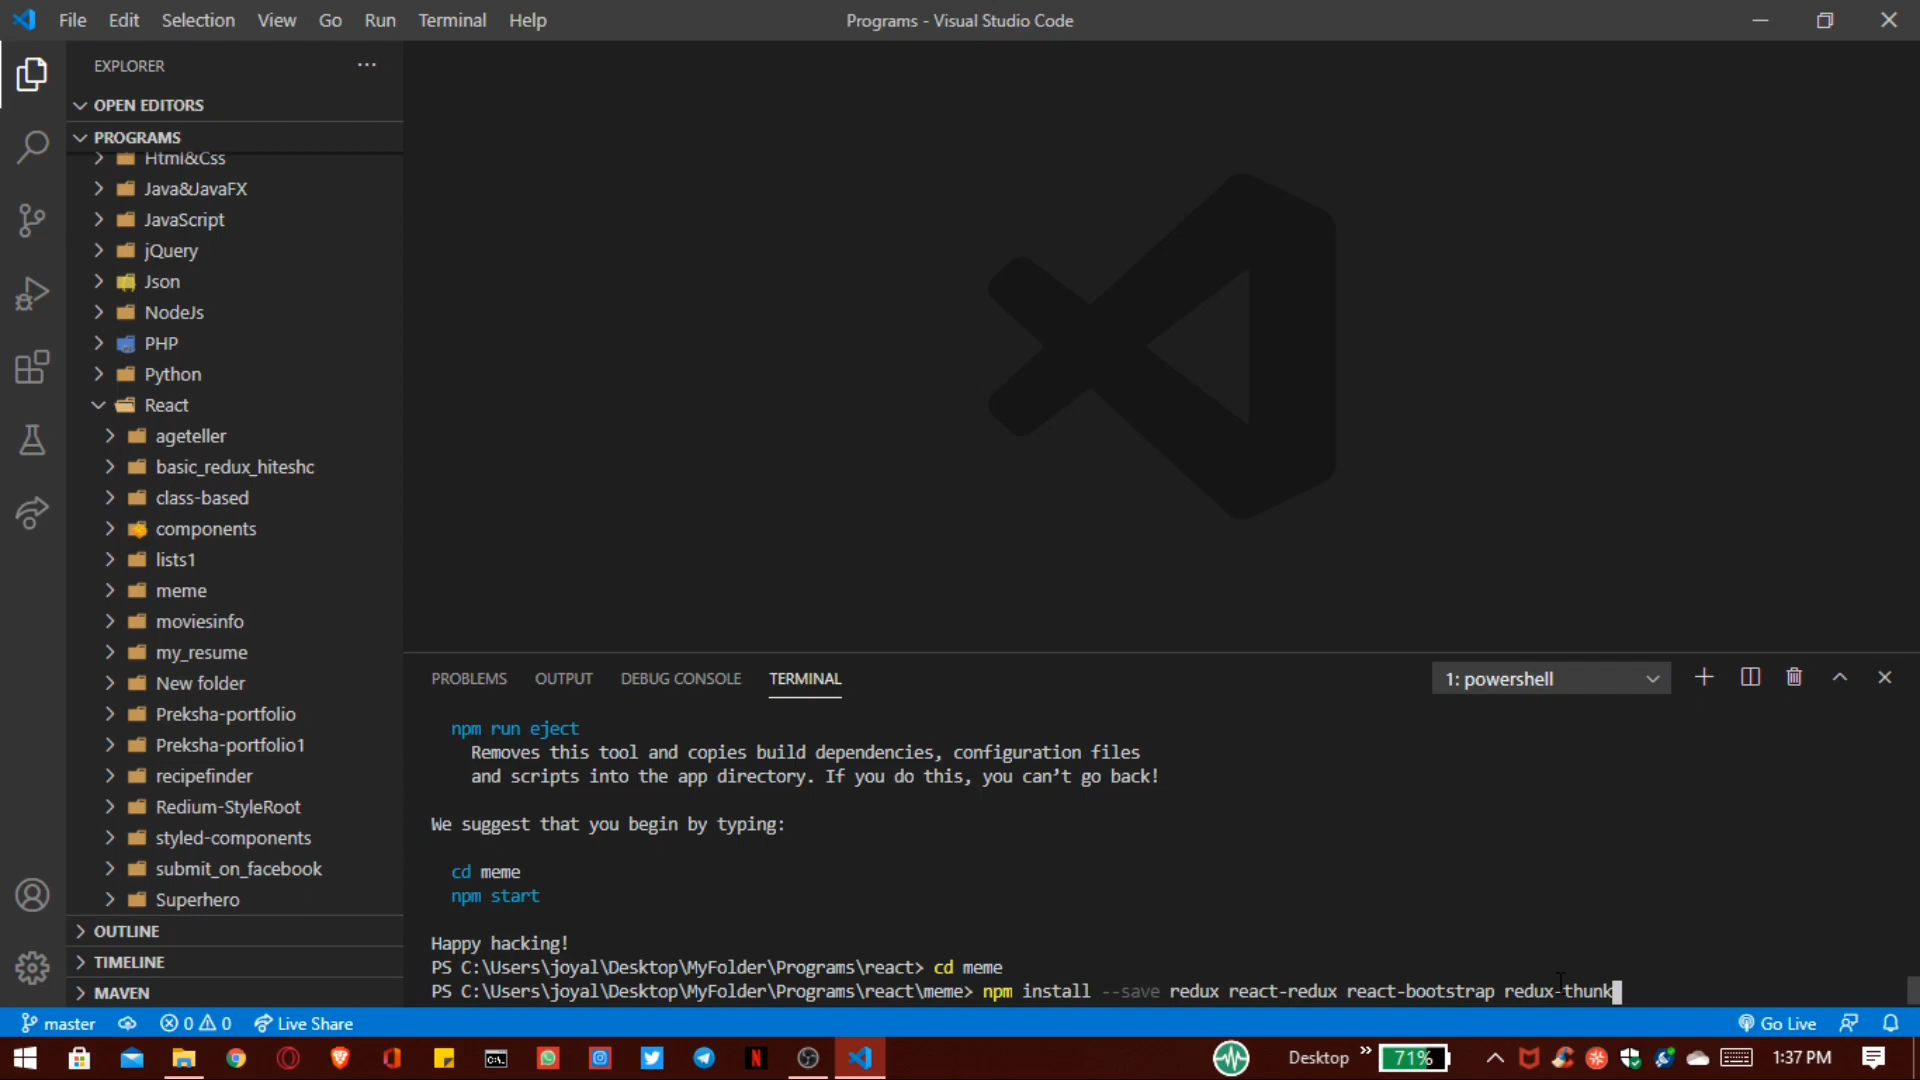 File Edit Selection View Go Run Terminal Help
Programs - Visual Studio Code
EXPLORER
OPEN EDITORS
PROGRAMS
Html&Css
Java&JavaFX
JavaScript
jQuery
Json
NodeJs
PHP
Python
React
ageteller
basic_redux_hiteshc
class-based
components
lists1
meme
moviesinfo
my_resume
New folder
Preksha-portfolio
Preksha-portfolio1
recipefinder
Redium-StyleRoot
styled-components
submit_on_facebook
Superhero
OUTLINE
TIMELINE
MAVEN
PROBLEMS OUTPUT DEBUG CONSOLE TERMINAL
1: powershell
npm run eject
Removes this tool and copies build dependencies, configuration files
and scripts into the app directory. If you do this, you can’t go back!
We suggest that you begin by typing:
cd meme
npm start
Happy hacking!
PS C:\Users\joyal\Desktop\MyFolder\Programs\react> cd meme
PS C:\Users\joyal\Desktop\MyFolder\Programs\react\meme> npm install --save redux react-redux react-bootstrap redux-thunk
master 0 0 Live Share
Go Live
Desktop
71%
1:37 PM